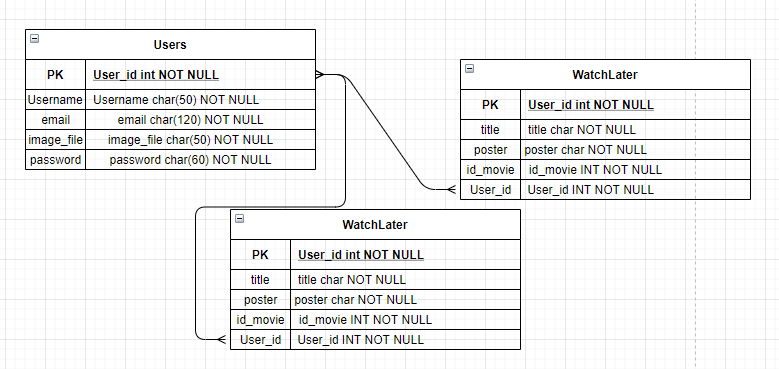 Users
PK User_id int NOT NULL
Username Username char(50) NOT NULL
email email char(120) NOT NULL
image_file image_file char(50) NOT NULL
password password char(60) NOT NULL
WatchLater
PK User_id int NOT NULL
title title char NOT NULL
poster poster char NOT NULL
id_movie id_movie INT NOT NULL
User_id User_id INT NOT NULL
WatchLater
PK User_id int NOT NULL
title title char NOT NULL
poster poster char NOT NULL
id_movie id_movie INT NOT NULL
User_id User_id INT NOT NULL